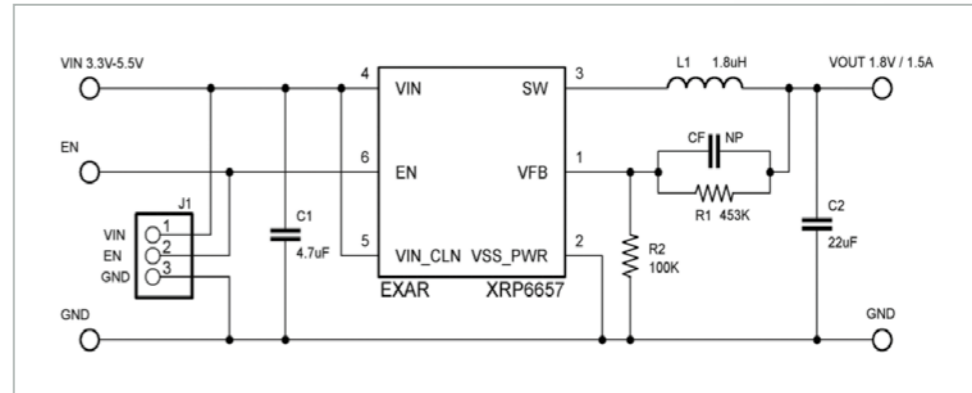 VIN 3.3V-5.5V
4
VIN
SW
3
L1 1.8uH
VOUT 1.8V / 1.5A
EN
6
EN
VFB
1
CF NP
R1 453K
J1
VIN 1
EN 2
GND 3
C1
4.7uF
5
VIN_CLN VSS_PWR
2
R2
100K
C2
22uF
EXAR XRP6657
GND
GND